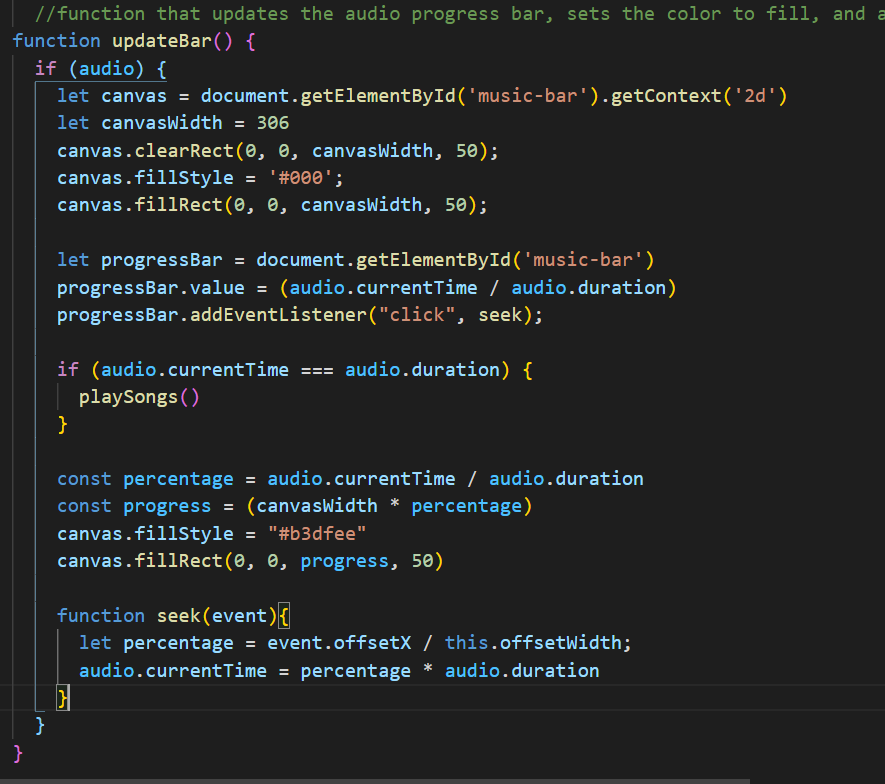 //function that updates the audio progress bar, sets the color to fill, and
function updateBar() {
  if (audio) {
    let canvas = document.getElementById('music-bar').getContext('2d')
    let canvasWidth = 306
    canvas.clearRect(0, 0, canvasWidth, 50);
    canvas.fillStyle = '#000';
    canvas.fillRect(0, 0, canvasWidth, 50);

    let progressBar = document.getElementById('music-bar')
    progressBar.value = (audio.currentTime / audio.duration)
    progressBar.addEventListener("click", seek);

    if (audio.currentTime === audio.duration) {
      playSongs()
    }

    const percentage = audio.currentTime / audio.duration
    const progress = (canvasWidth * percentage)
    canvas.fillStyle = "#b3dfee"
    canvas.fillRect(0, 0, progress, 50)

    function seek(event){
      let percentage = event.offsetX / this.offsetWidth;
      audio.currentTime = percentage * audio.duration
    }
  }
}